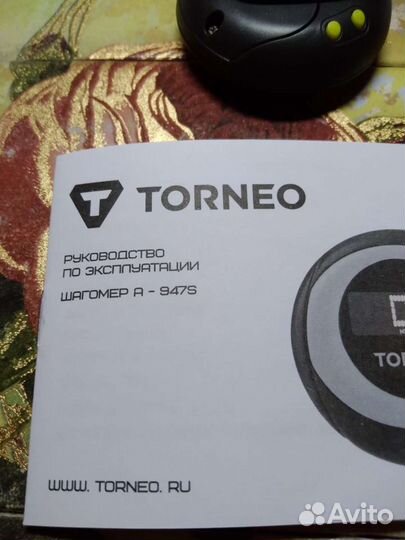 TORNEO
РУКОВОДСТВО
ПО ЭКСПЛУАТАЦИИ
ШАГОМЕР A - 947S
WWW. TORNEO. RU
Avito